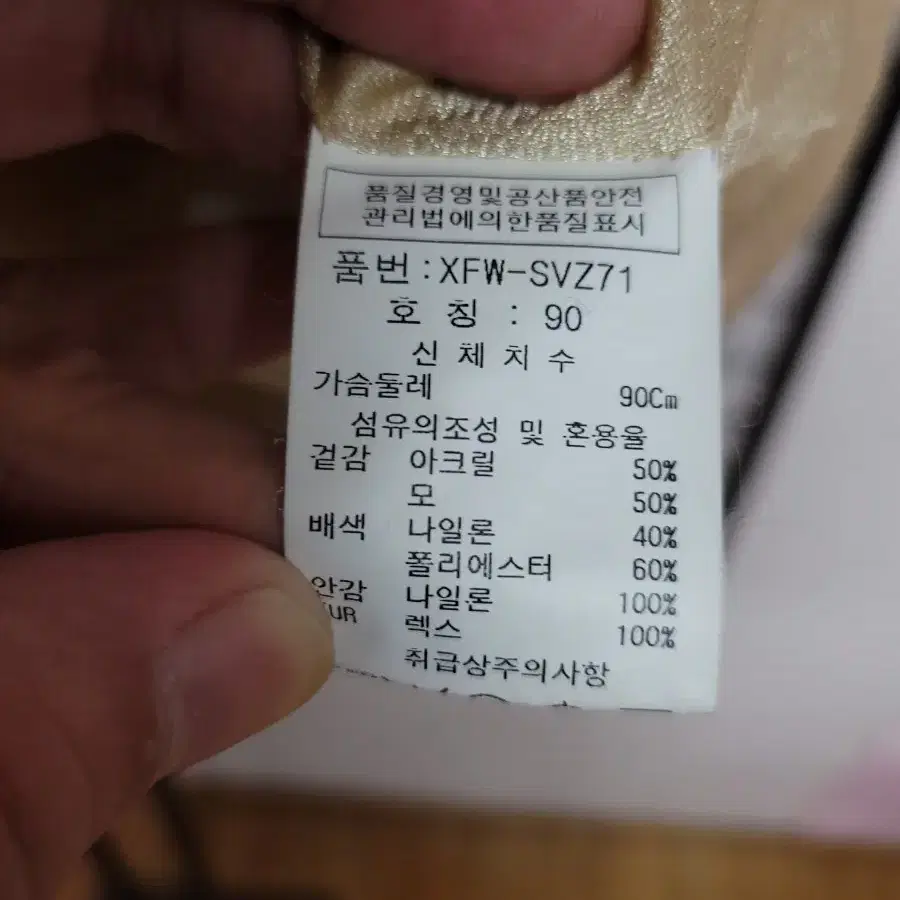 품질경영및공산품안전
관리법에의한품질표시
품번:XFW-SVZ71
호칭 : 90
신체치수
가슴둘레 90Cm
섬유의조성 및 혼용율
겉감 아크릴 50%
모 50%
배색 나일론 40%
폴리에스터 60%
안감 나일론 100%
렉스 100%
취급상주의사항